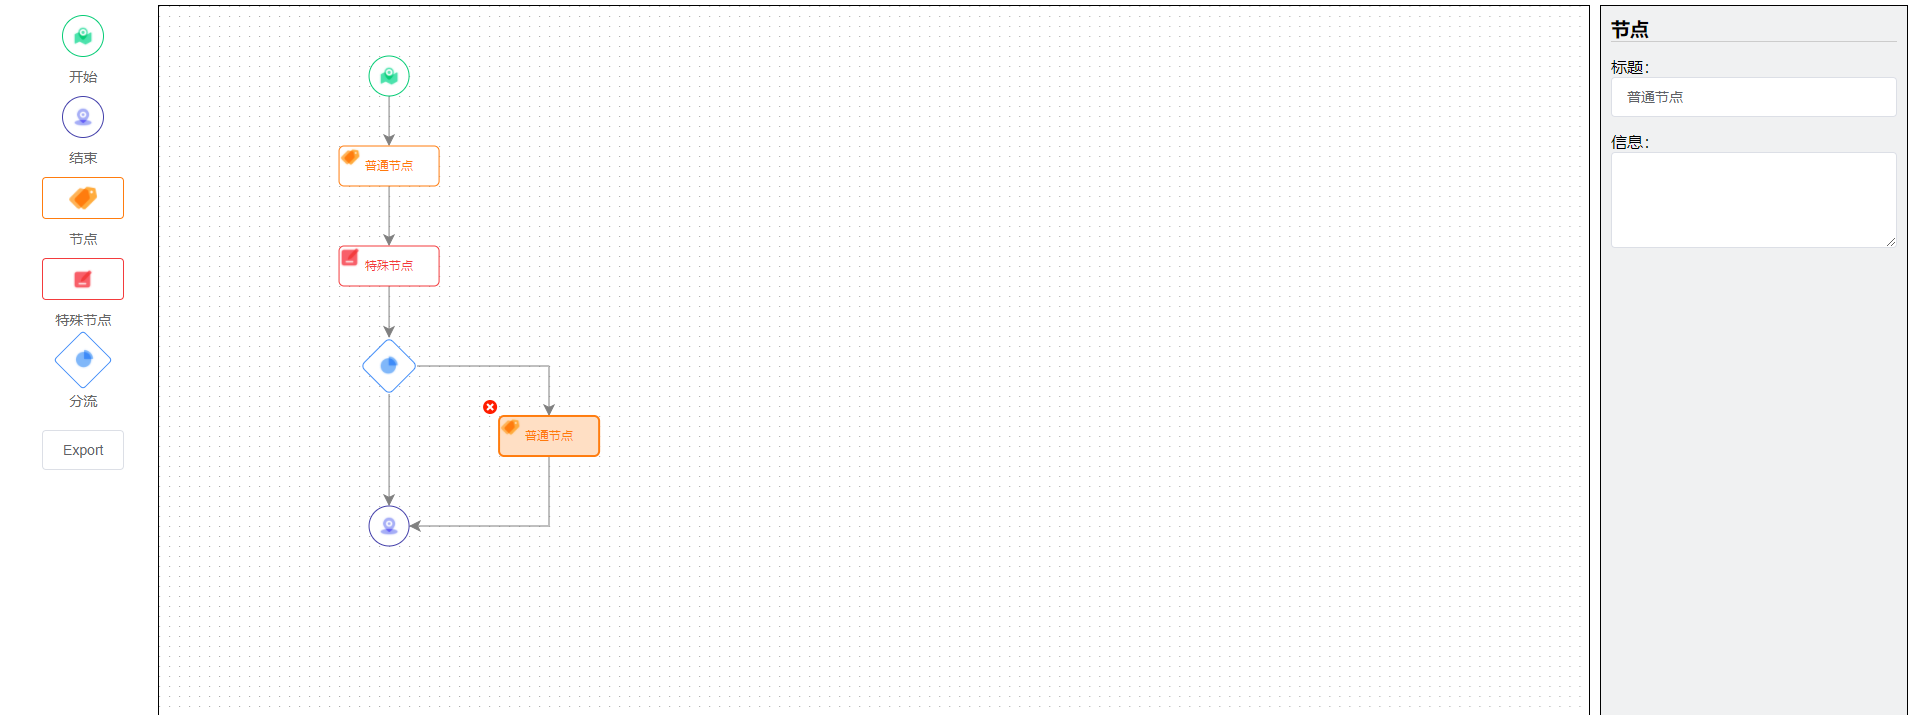 开始
结束
节点
特殊节点
分流
Export
普通节点
特殊节点
普通节点
节点
标题：
普通节点
信息：